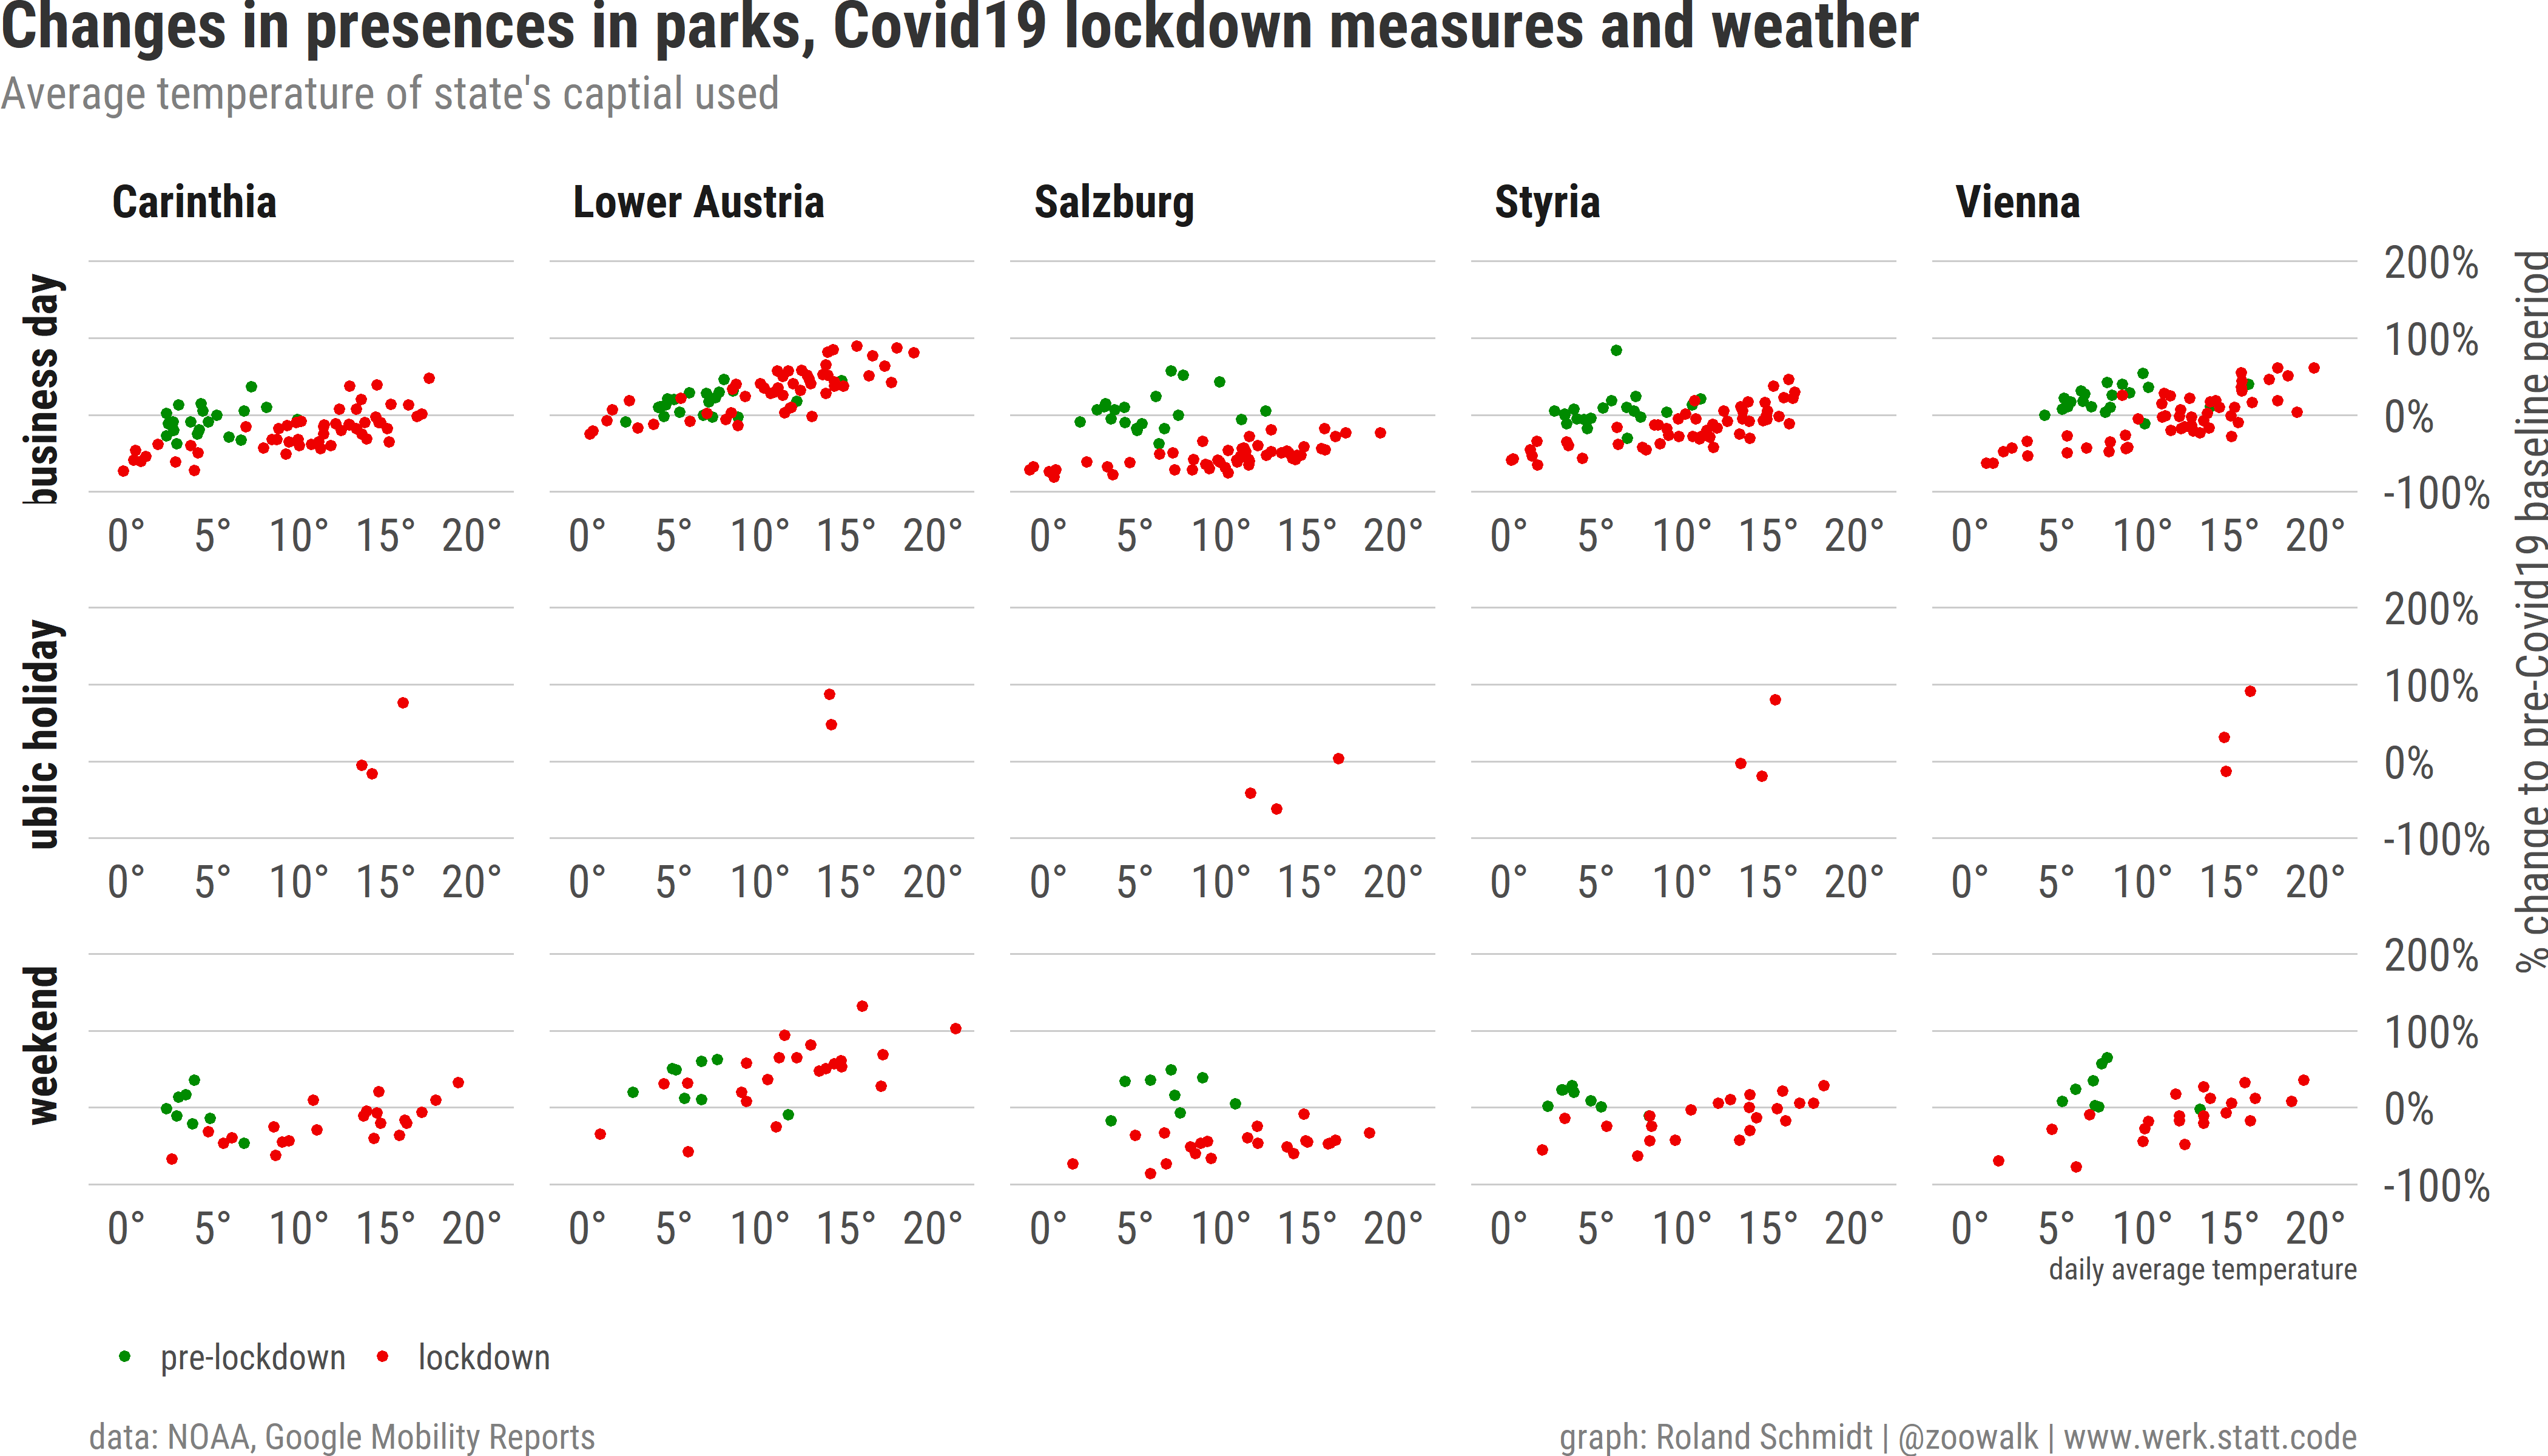 Changes in presences in parks, Covid19 lockdown measures and weather
Average temperature of state's captial used
Carinthia Lower Austria Salzburg Styria Vienna
business day
200%
100%
0%
-100%
0° 5° 10° 15° 20° 0° 5° 10° 15° 20° 0° 5° 10° 15° 20° 0° 5° 10° 15° 20° 0° 5° 10° 15° 20°
ublic holiday
200%
100%
0%
-100%
0° 5° 10° 15° 20° 0° 5° 10° 15° 20° 0° 5° 10° 15° 20° 0° 5° 10° 15° 20° 0° 5° 10° 15° 20°
weekend
200%
100%
0%
-100%
0° 5° 10° 15° 20° 0° 5° 10° 15° 20° 0° 5° 10° 15° 20° 0° 5° 10° 15° 20° 0° 5° 10° 15° 20°
% change to pre-Covid19 baseline period
daily average temperature
pre-lockdown lockdown
data: NOAA, Google Mobility Reports
graph: Roland Schmidt | @zoowalk | www.werk.statt.code